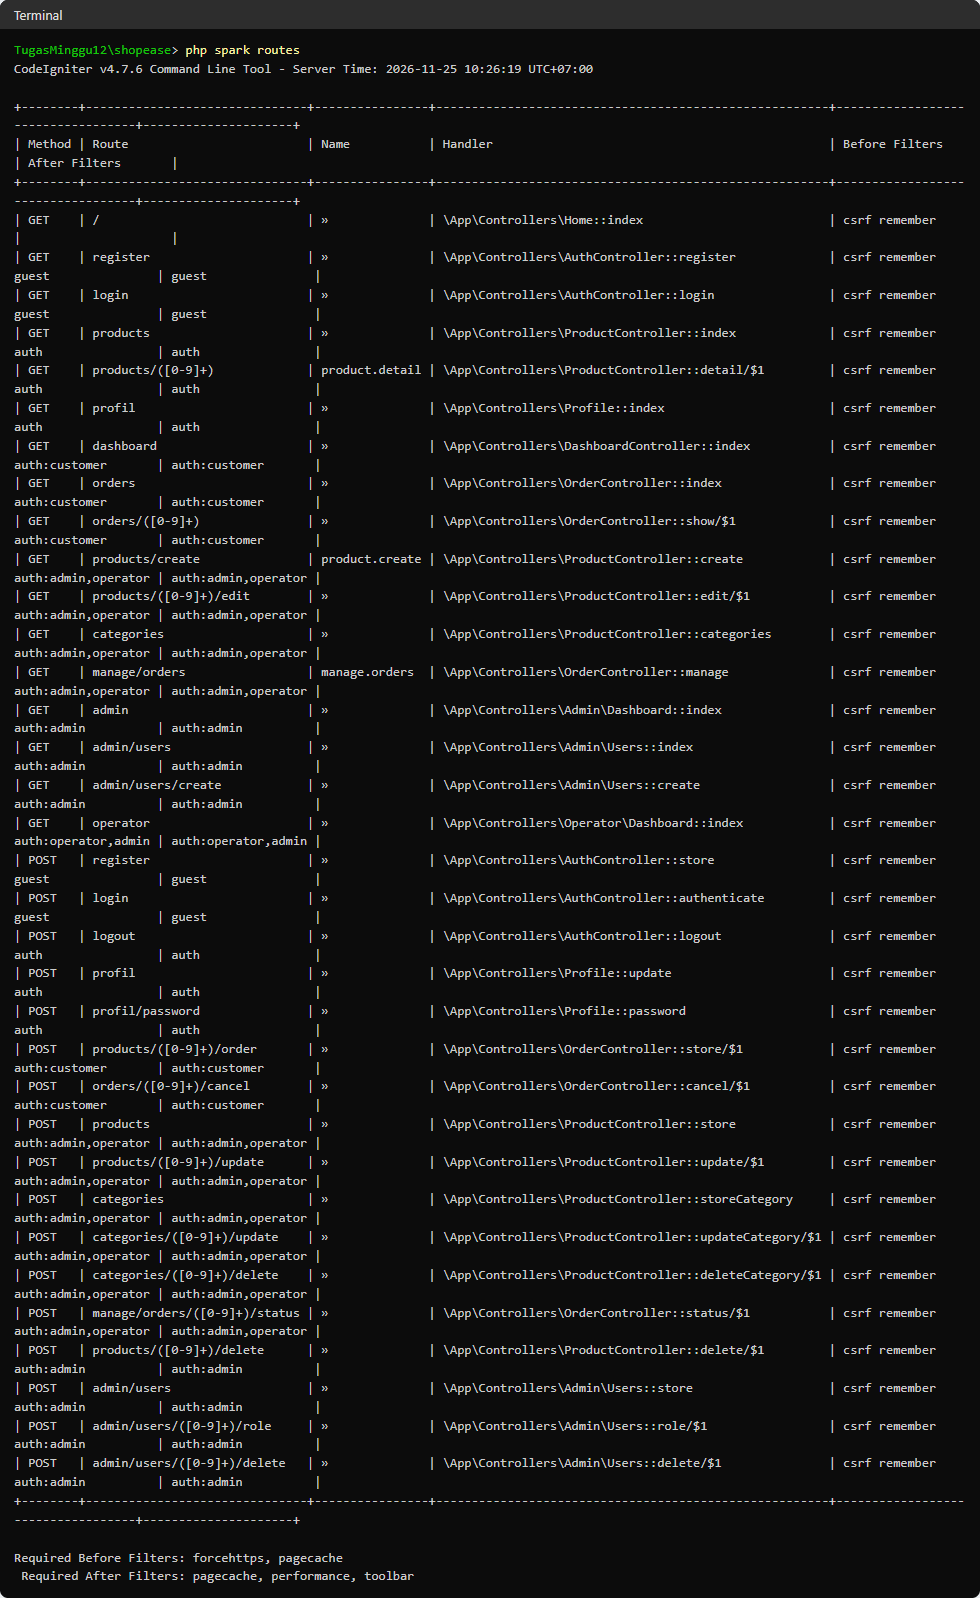 Terminal
TugasMinggu12\shopease> php spark routes
CodeIgniter v4.7.6 Command Line Tool - Server Time: 2026-11-25 10:26:19 UTC+07:00
+--------+-------------------------------+----------------+-------------------------------------------------------+------------------
-----------------+---------------------+
| Method | Route                         | Name           | Handler                                               | Before Filters
| After Filters       |
+--------+-------------------------------+----------------+-------------------------------------------------------+------------------
-----------------+---------------------+
| GET    | /                             | »              | \App\Controllers\Home::index                          | csrf remember
|                     |
| GET    | register                      | »              | \App\Controllers\AuthController::register             | csrf remember
guest               | guest               |
| GET    | login                         | »              | \App\Controllers\AuthController::login                | csrf remember
guest               | guest               |
| GET    | products                      | »              | \App\Controllers\ProductController::index             | csrf remember
auth                | auth                |
| GET    | products/([0-9]+)             | product.detail | \App\Controllers\ProductController::detail/$1         | csrf remember
auth                | auth                |
| GET    | profil                        | »              | \App\Controllers\Profile::index                       | csrf remember
auth                | auth                |
| GET    | dashboard                     | »              | \App\Controllers\DashboardController::index           | csrf remember
auth:customer       | auth:customer       |
| GET    | orders                        | »              | \App\Controllers\OrderController::index               | csrf remember
auth:customer       | auth:customer       |
| GET    | orders/([0-9]+)               | »              | \App\Controllers\OrderController::show/$1             | csrf remember
auth:customer       | auth:customer       |
| GET    | products/create               | product.create | \App\Controllers\ProductController::create            | csrf remember
auth:admin,operator | auth:admin,operator |
| GET    | products/([0-9]+)/edit        | »              | \App\Controllers\ProductController::edit/$1           | csrf remember
auth:admin,operator | auth:admin,operator |
| GET    | categories                    | »              | \App\Controllers\ProductController::categories        | csrf remember
auth:admin,operator | auth:admin,operator |
| GET    | manage/orders                 | manage.orders  | \App\Controllers\OrderController::manage              | csrf remember
auth:admin,operator | auth:admin,operator |
| GET    | admin                         | »              | \App\Controllers\Admin\Dashboard::index               | csrf remember
auth:admin          | auth:admin          |
| GET    | admin/users                   | »              | \App\Controllers\Admin\Users::index                   | csrf remember
auth:admin          | auth:admin          |
| GET    | admin/users/create            | »              | \App\Controllers\Admin\Users::create                  | csrf remember
auth:admin          | auth:admin          |
| GET    | operator                      | »              | \App\Controllers\Operator\Dashboard::index            | csrf remember
auth:operator,admin | auth:operator,admin |
| POST   | register                      | »              | \App\Controllers\AuthController::store                | csrf remember
guest               | guest               |
| POST   | login                         | »              | \App\Controllers\AuthController::authenticate         | csrf remember
guest               | guest               |
| POST   | logout                        | »              | \App\Controllers\AuthController::logout               | csrf remember
auth                | auth                |
| POST   | profil                        | »              | \App\Controllers\Profile::update                      | csrf remember
auth                | auth                |
| POST   | profil/password               | »              | \App\Controllers\Profile::password                    | csrf remember
auth                | auth                |
| POST   | products/([0-9]+)/order       | »              | \App\Controllers\OrderController::store/$1            | csrf remember
auth:customer       | auth:customer       |
| POST   | orders/([0-9]+)/cancel        | »              | \App\Controllers\OrderController::cancel/$1           | csrf remember
auth:customer       | auth:customer       |
| POST   | products                      | »              | \App\Controllers\ProductController::store             | csrf remember
auth:admin,operator | auth:admin,operator |
| POST   | products/([0-9]+)/update      | »              | \App\Controllers\ProductController::update/$1         | csrf remember
auth:admin,operator | auth:admin,operator |
| POST   | categories                    | »              | \App\Controllers\ProductController::storeCategory     | csrf remember
auth:admin,operator | auth:admin,operator |
| POST   | categories/([0-9]+)/update    | »              | \App\Controllers\ProductController::updateCategory/$1 | csrf remember
auth:admin,operator | auth:admin,operator |
| POST   | categories/([0-9]+)/delete    | »              | \App\Controllers\ProductController::deleteCategory/$1 | csrf remember
auth:admin,operator | auth:admin,operator |
| POST   | manage/orders/([0-9]+)/status | »              | \App\Controllers\OrderController::status/$1           | csrf remember
auth:admin,operator | auth:admin,operator |
| POST   | products/([0-9]+)/delete      | »              | \App\Controllers\ProductController::delete/$1         | csrf remember
auth:admin          | auth:admin          |
| POST   | admin/users                   | »              | \App\Controllers\Admin\Users::store                   | csrf remember
auth:admin          | auth:admin          |
| POST   | admin/users/([0-9]+)/role     | »              | \App\Controllers\Admin\Users::role/$1                 | csrf remember
auth:admin          | auth:admin          |
| POST   | admin/users/([0-9]+)/delete   | »              | \App\Controllers\Admin\Users::delete/$1               | csrf remember
auth:admin          | auth:admin          |
+--------+-------------------------------+----------------+-------------------------------------------------------+------------------
-----------------+---------------------+
Required Before Filters: forcehttps, pagecache
 Required After Filters: pagecache, performance, toolbar